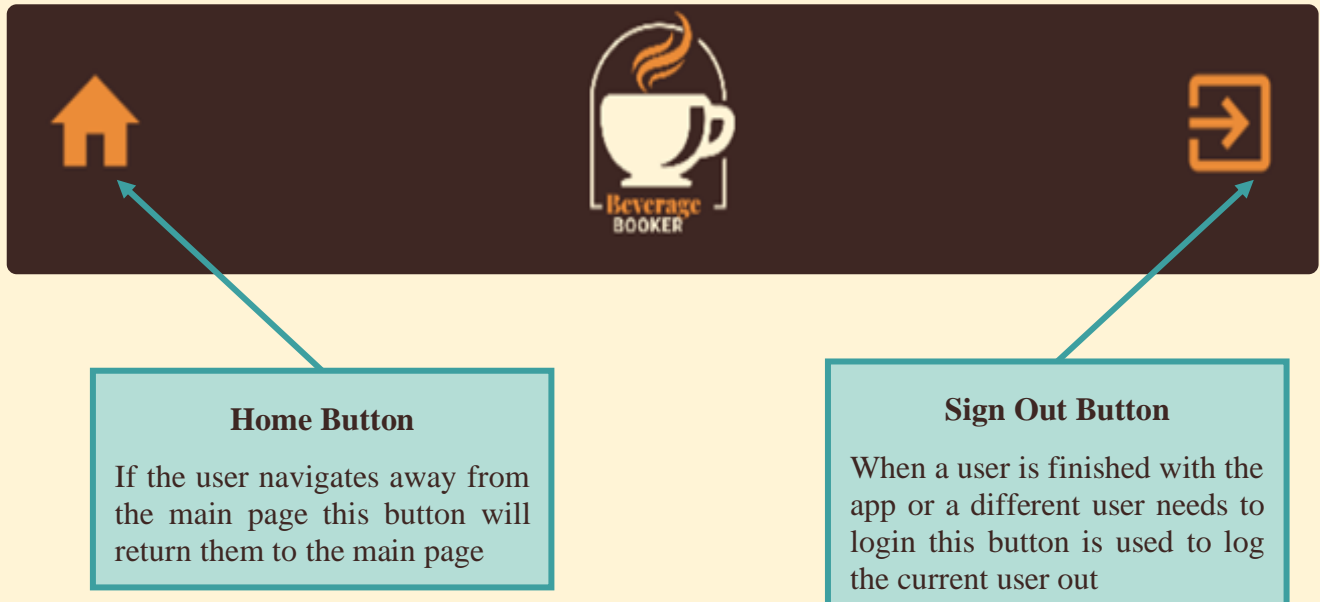 Beverage
BOOKER
Home Button
If the user navigates away from
the main page this button will
return them to the main page
Sign Out Button
When a user is finished with the
app or a different user needs to
login this button is used to log
the current user out